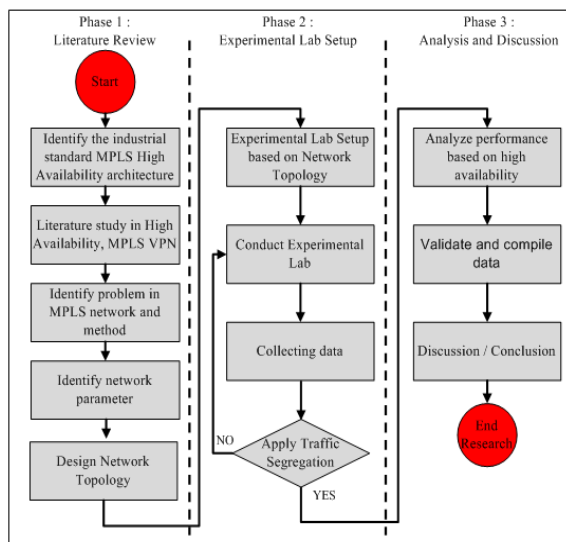 Phase 1 :
Literature Review
Start
Identify the industrial
standard MPLS High
Availability architecture
Literature study in High
Availability, MPLS VPN
Identify problem in
MPLS network and
method
Identify network
parameter
Design Network
Topology
Phase 2 :
Experimental Lab Setup
Experimental Lab Setup
based on Network
Topology
Conduct Experimental
Lab
Collecting data
NO
Apply Traffic
Segregation
YES
Phase 3 :
Analysis and Discussion
Analyze performance
based on high
availability
Validate and compile
data
Discussion / Conclusion
End
Research